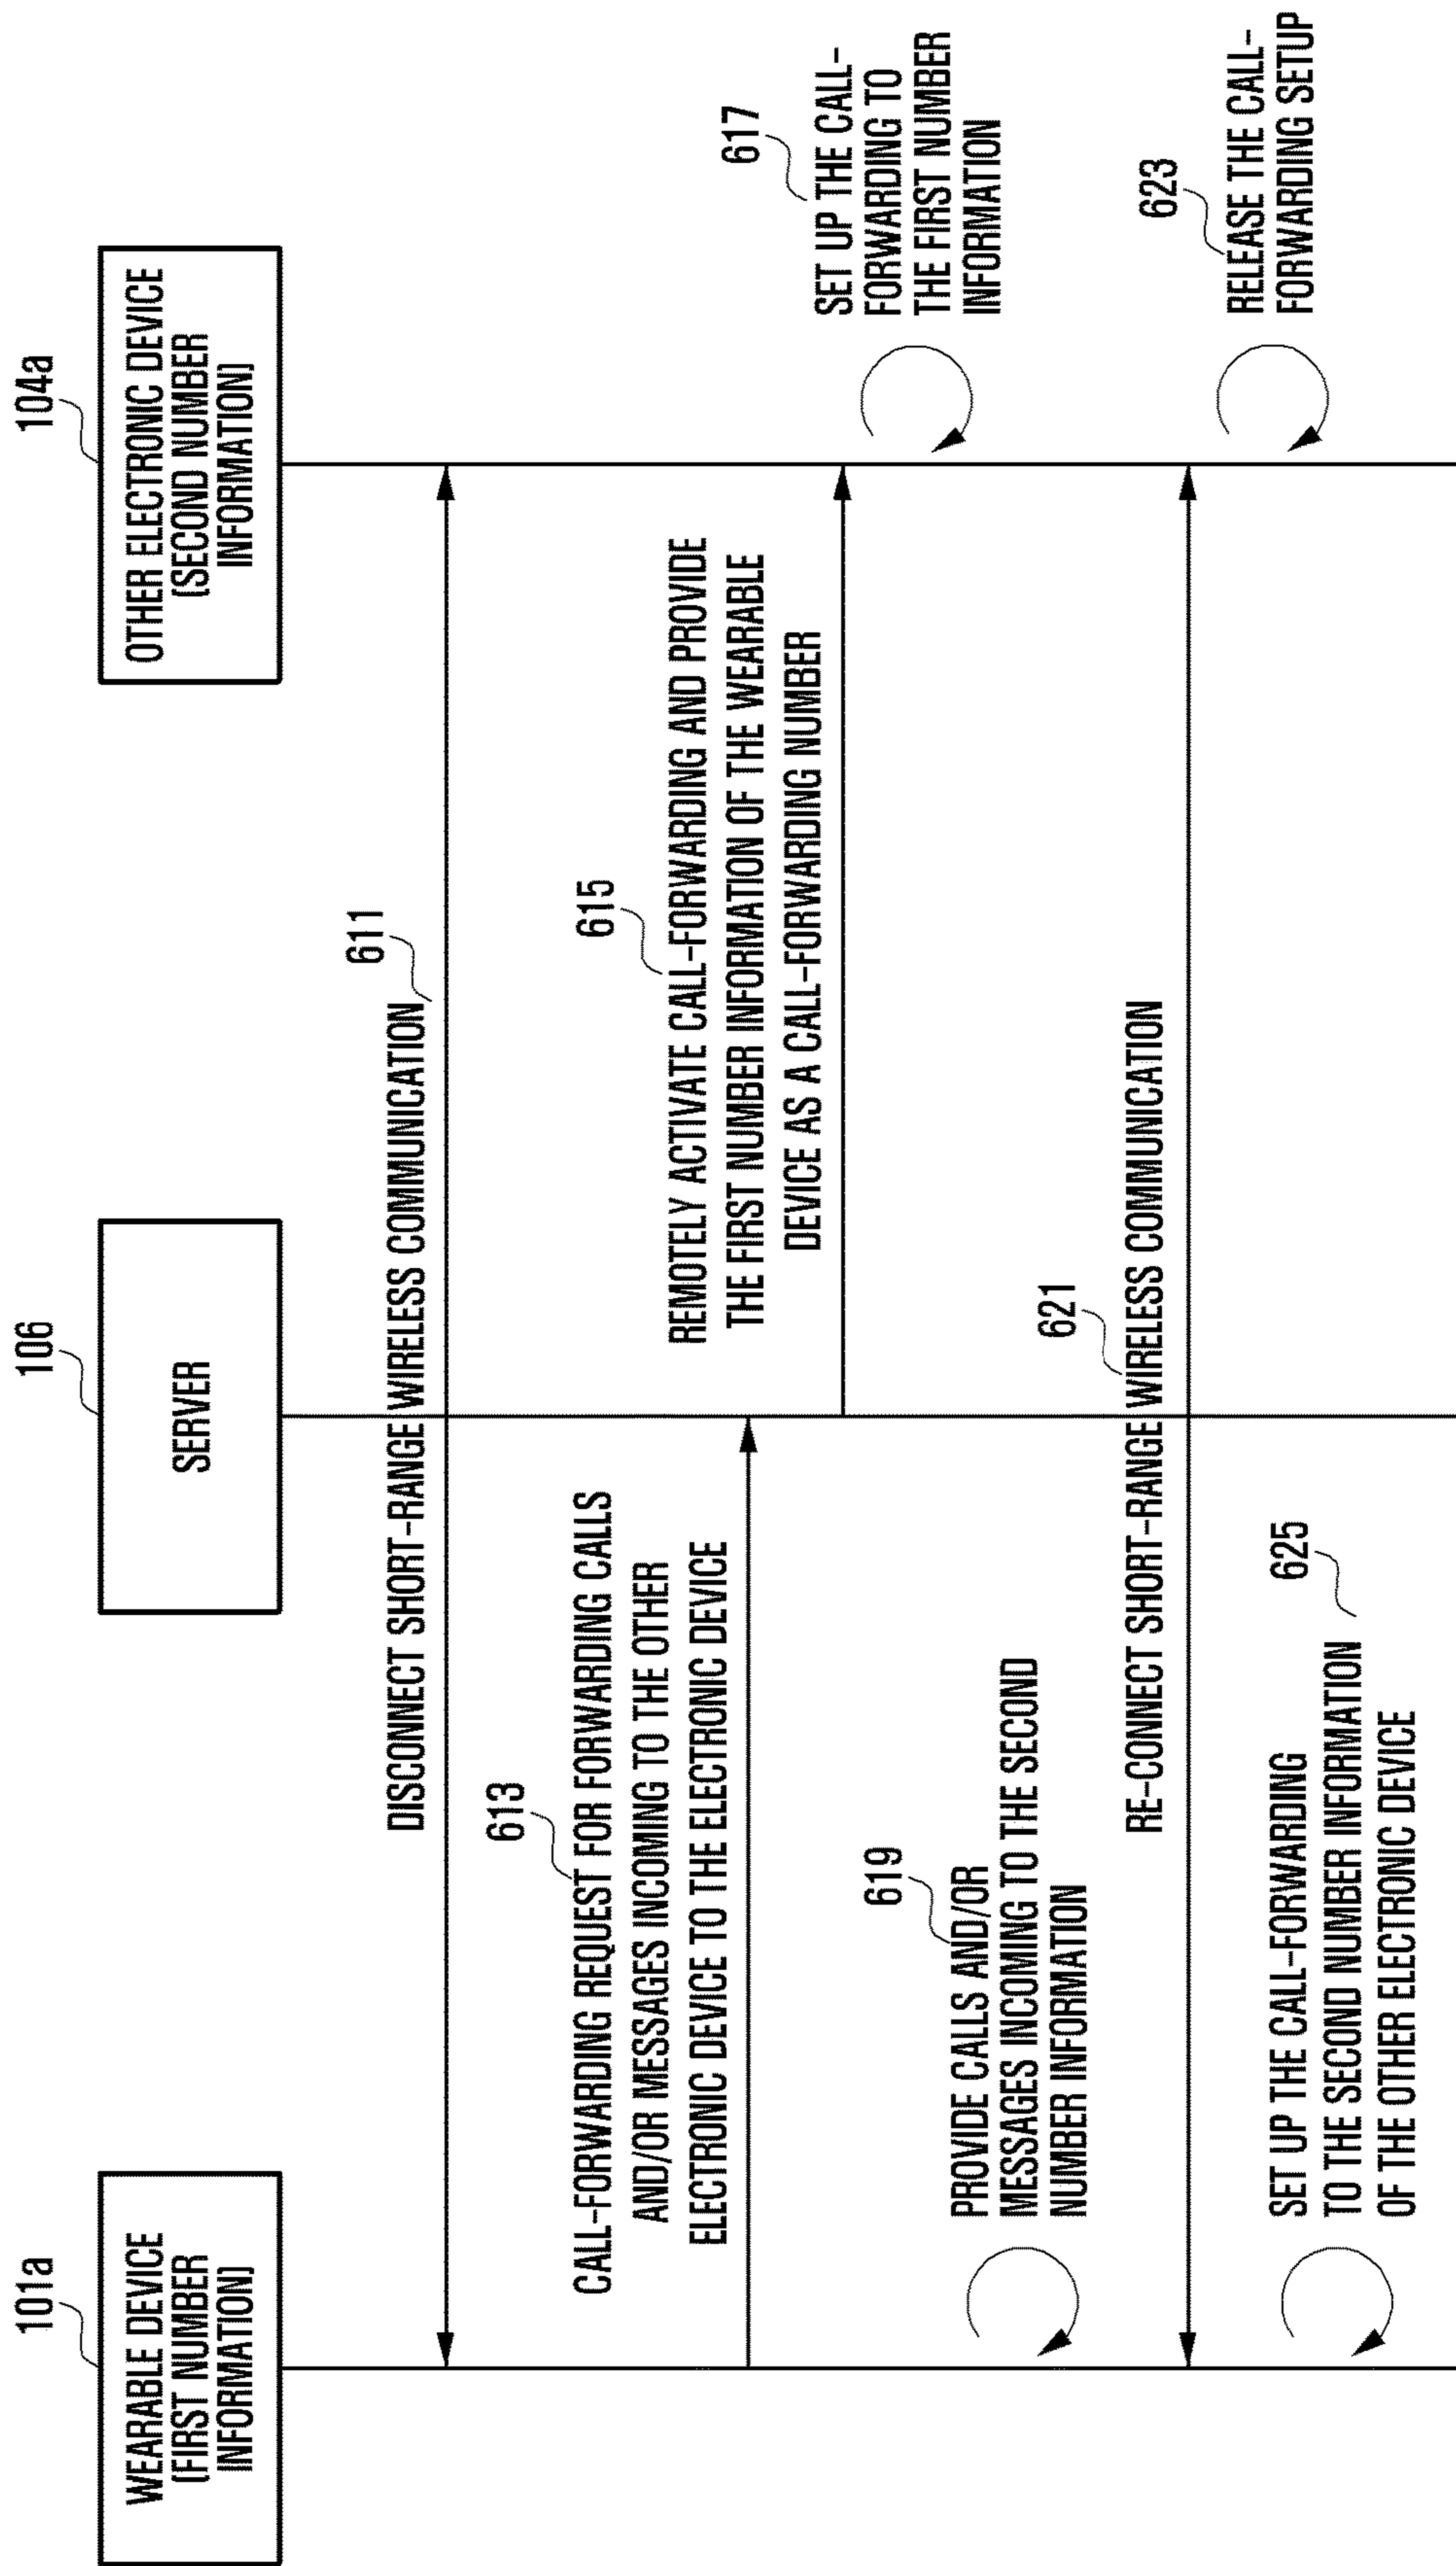 101a
WEARABLE DEVICE
(FIRST NUMBER
INFORMATION)
106
SERVER
104a
OTHER ELECTRONIC DEVICE
(SECOND NUMBER
INFORMATION)
611
DISCONNECT SHORT-RANGE WIRELESS COMMUNICATION
613
CALL-FORWARDING REQUEST FOR FORWARDING CALLS
AND/OR MESSAGES INCOMING TO THE OTHER
ELECTRONIC DEVICE TO THE ELECTRONIC DEVICE
615
REMOTELY ACTIVATE CALL-FORWARDING AND PROVIDE
THE FIRST NUMBER INFORMATION OF THE WEARABLE
DEVICE AS A CALL-FORWARDING NUMBER
617
SET UP THE CALL-
FORWARDING TO
THE FIRST NUMBER
INFORMATION
619
PROVIDE CALLS AND/OR
MESSAGES INCOMING TO THE SECOND
NUMBER INFORMATION
621
RE-CONNECT SHORT-RANGE WIRELESS COMMUNICATION
623
RELEASE THE CALL-
FORWARDING SETUP
625
SET UP THE CALL-FORWARDING
TO THE SECOND NUMBER INFORMATION
OF THE OTHER ELECTRONIC DEVICE